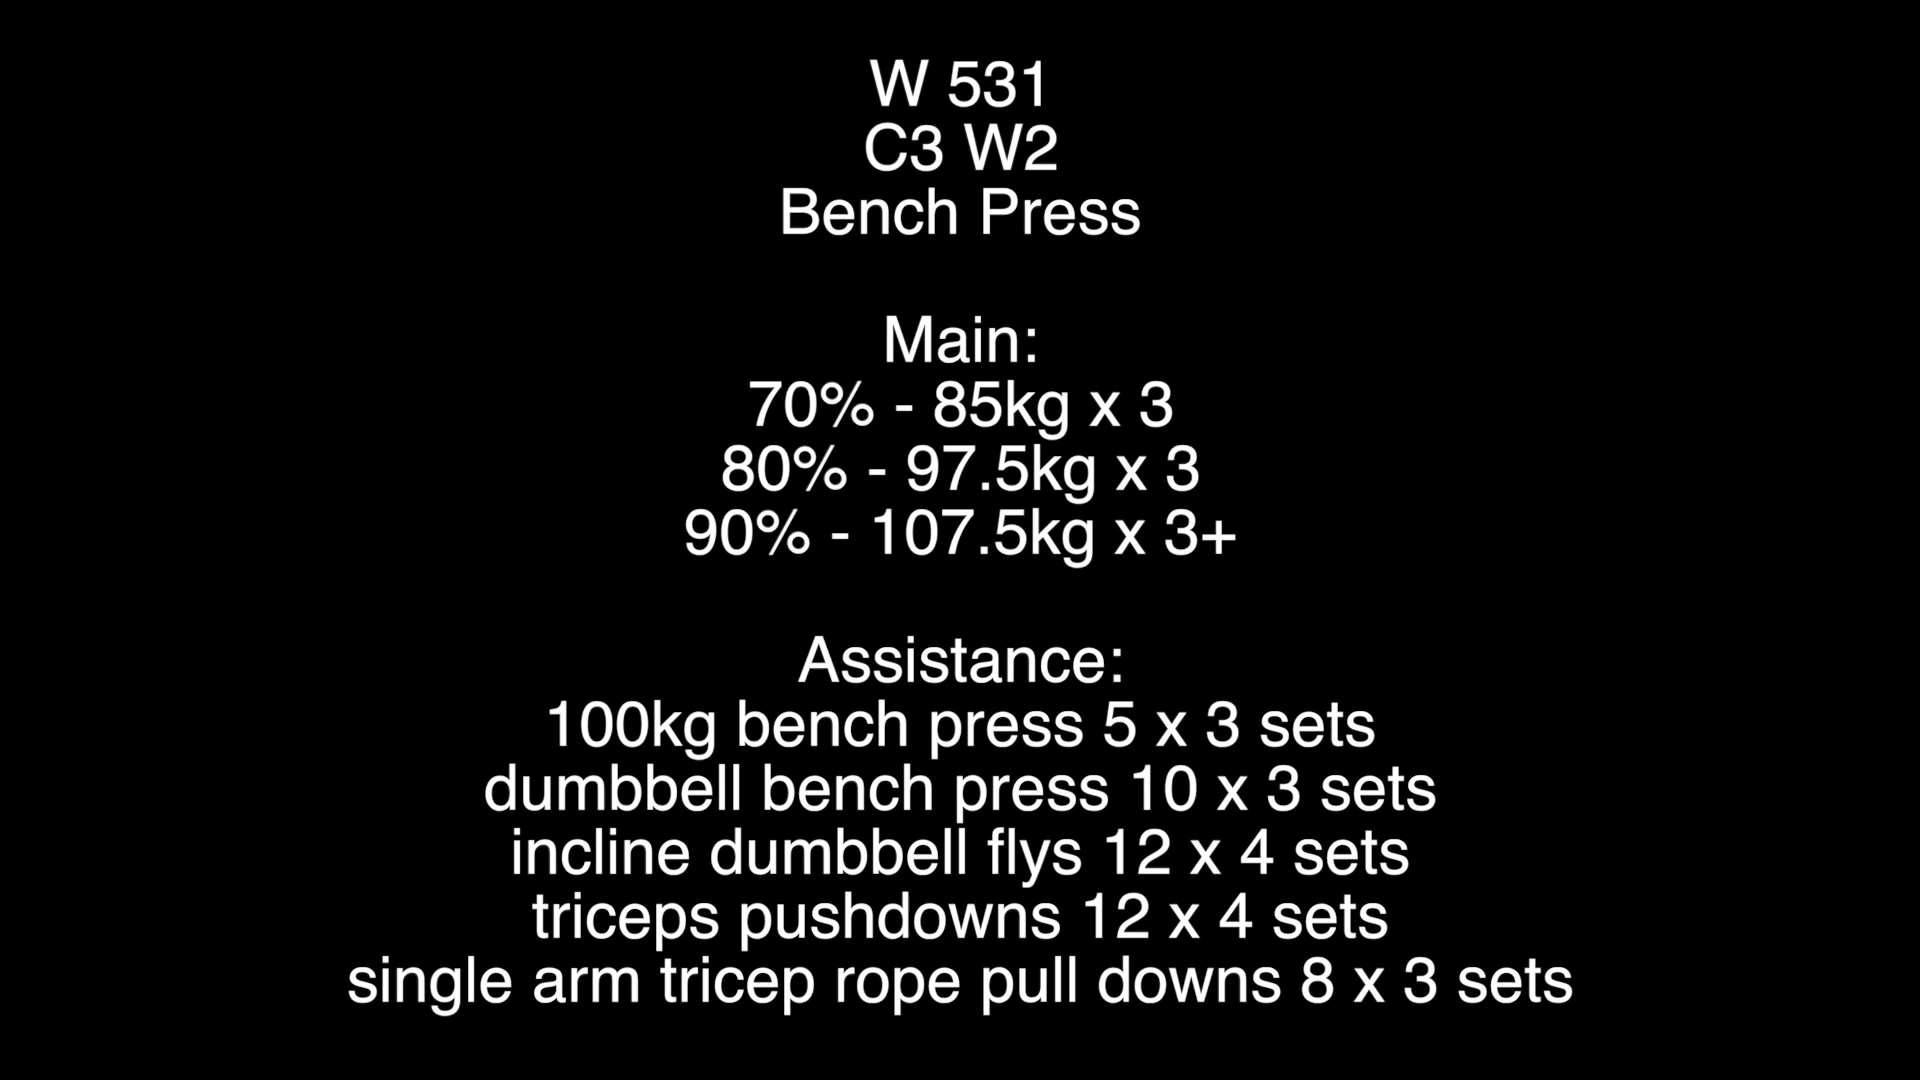 W 531
C3 W2
Bench Press
Main:
70% - 85kg x 3
80% - 97.5kg x 3
90% - 107.5kg x 3+
Assistance:
100kg bench press 5 x 3 sets
dumbbell bench press 10 x 3 sets
incline dumbbell flys 12 x 4 sets
triceps pushdowns 12 x 4 sets
single arm tricep rope pull downs 8 x 3 sets